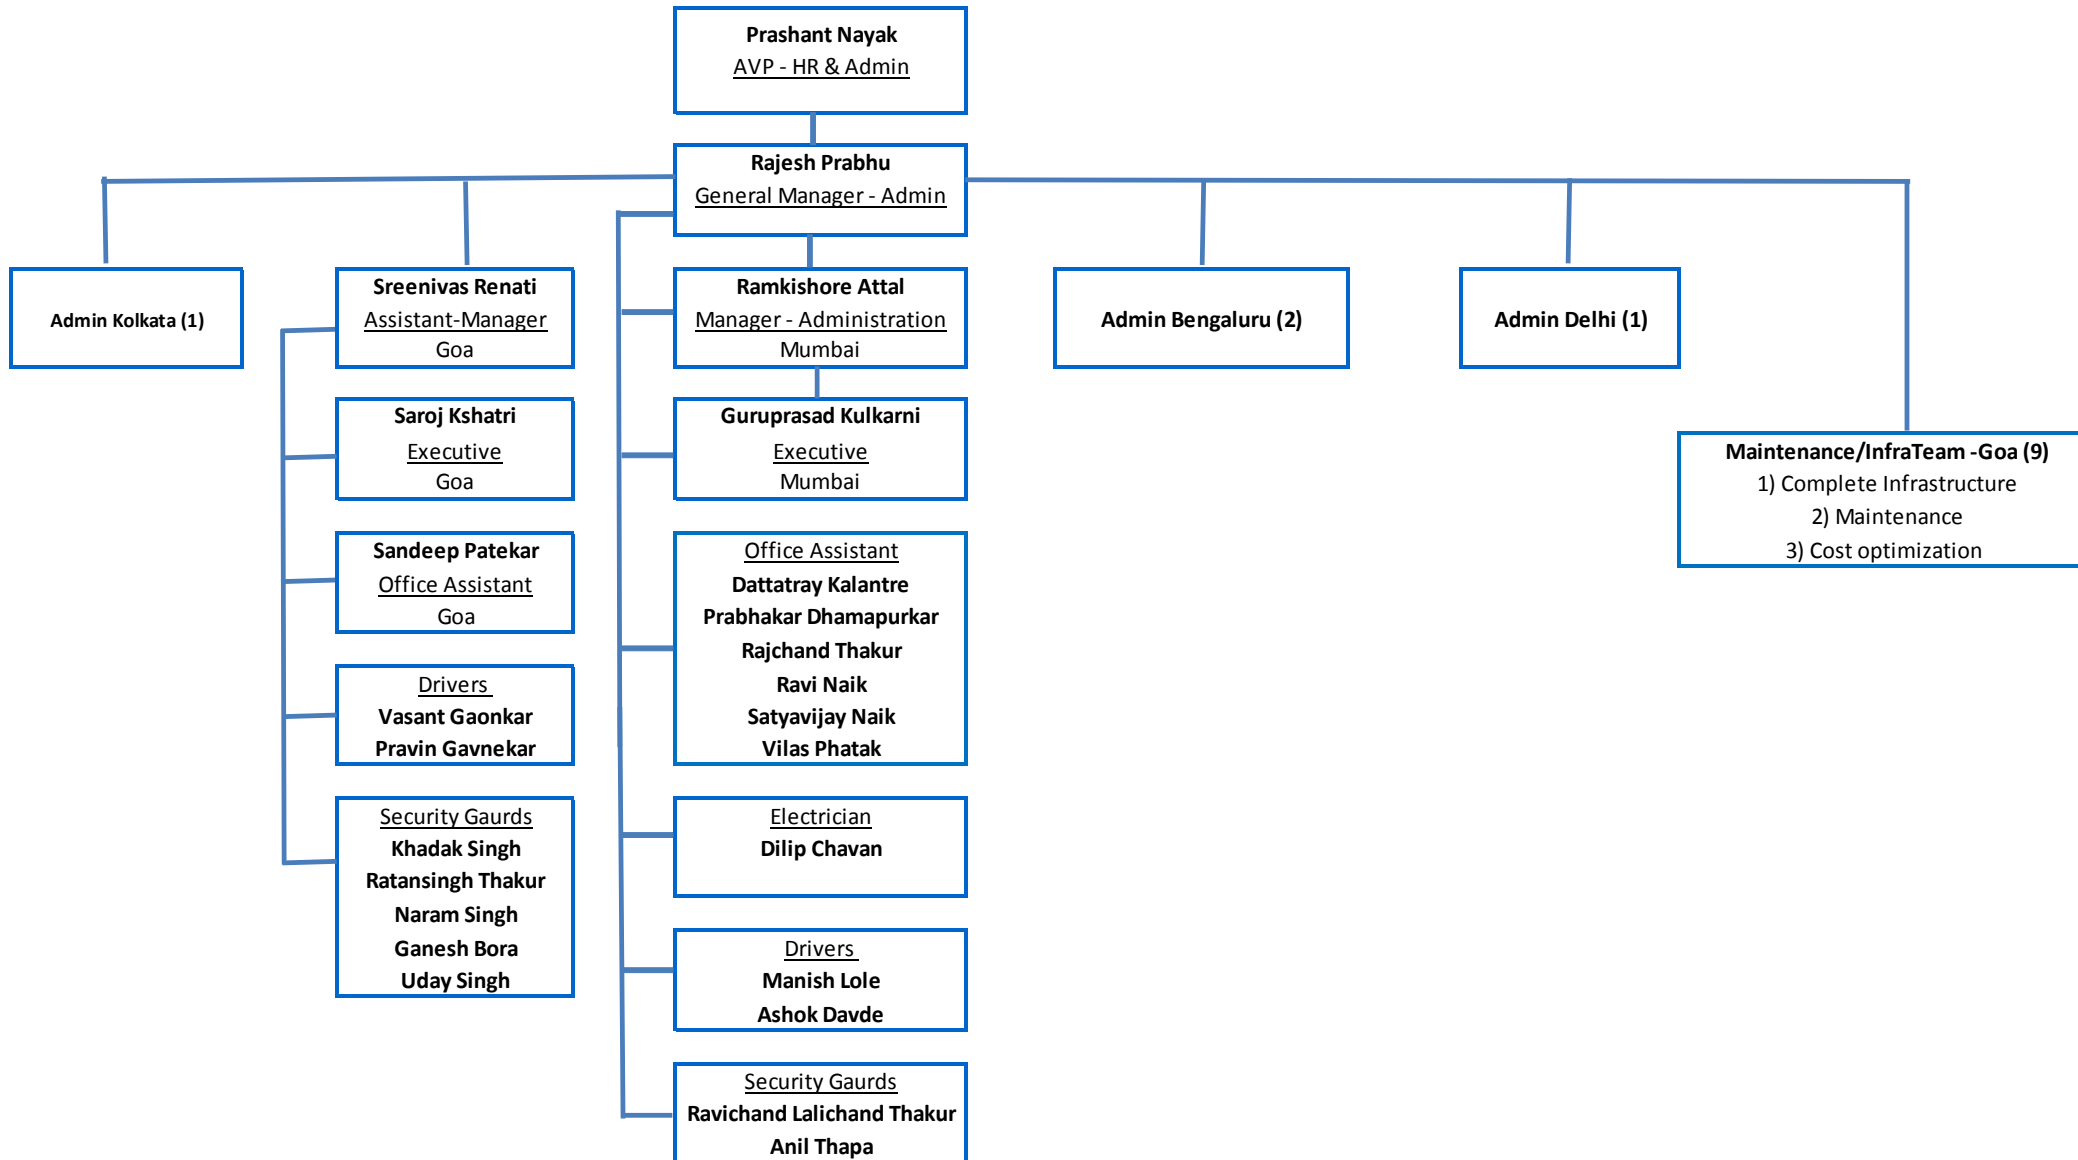 Prashant Nayak
AVP - HR & Admin
Rajesh Prabhu
General Manager - Admin
Admin Kolkata (1)
Sreenivas Renati
Assistant-Manager
Goa
Ramkishore Attal
Manager - Administration
Mumbai
Admin Bengaluru (2)
Admin Delhi (1)
Saroj Kshatri
Executive
Goa
Guruprasad Kulkarni
Executive
Mumbai
Maintenance/InfraTeam -Goa (9)
1) Complete Infrastructure
2) Maintenance
3) Cost optimization
Sandeep Patekar
Office Assistant
Goa
Office Assistant
Dattatray Kalantre
Prabhakar Dhamapurkar
Rajchand Thakur
Ravi Naik
Satyavijay Naik
Vilas Phatak
Drivers
Vasant Gaonkar
Pravin Gavnekar
Security Gaurds
Khadak Singh
Ratansingh Thakur
Naram Singh
Ganesh Bora
Uday Singh
Electrician
Dilip Chavan
Drivers
Manish Lole
Ashok Davde
Security Gaurds
Ravichand Lalichand Thakur
Anil Thapa